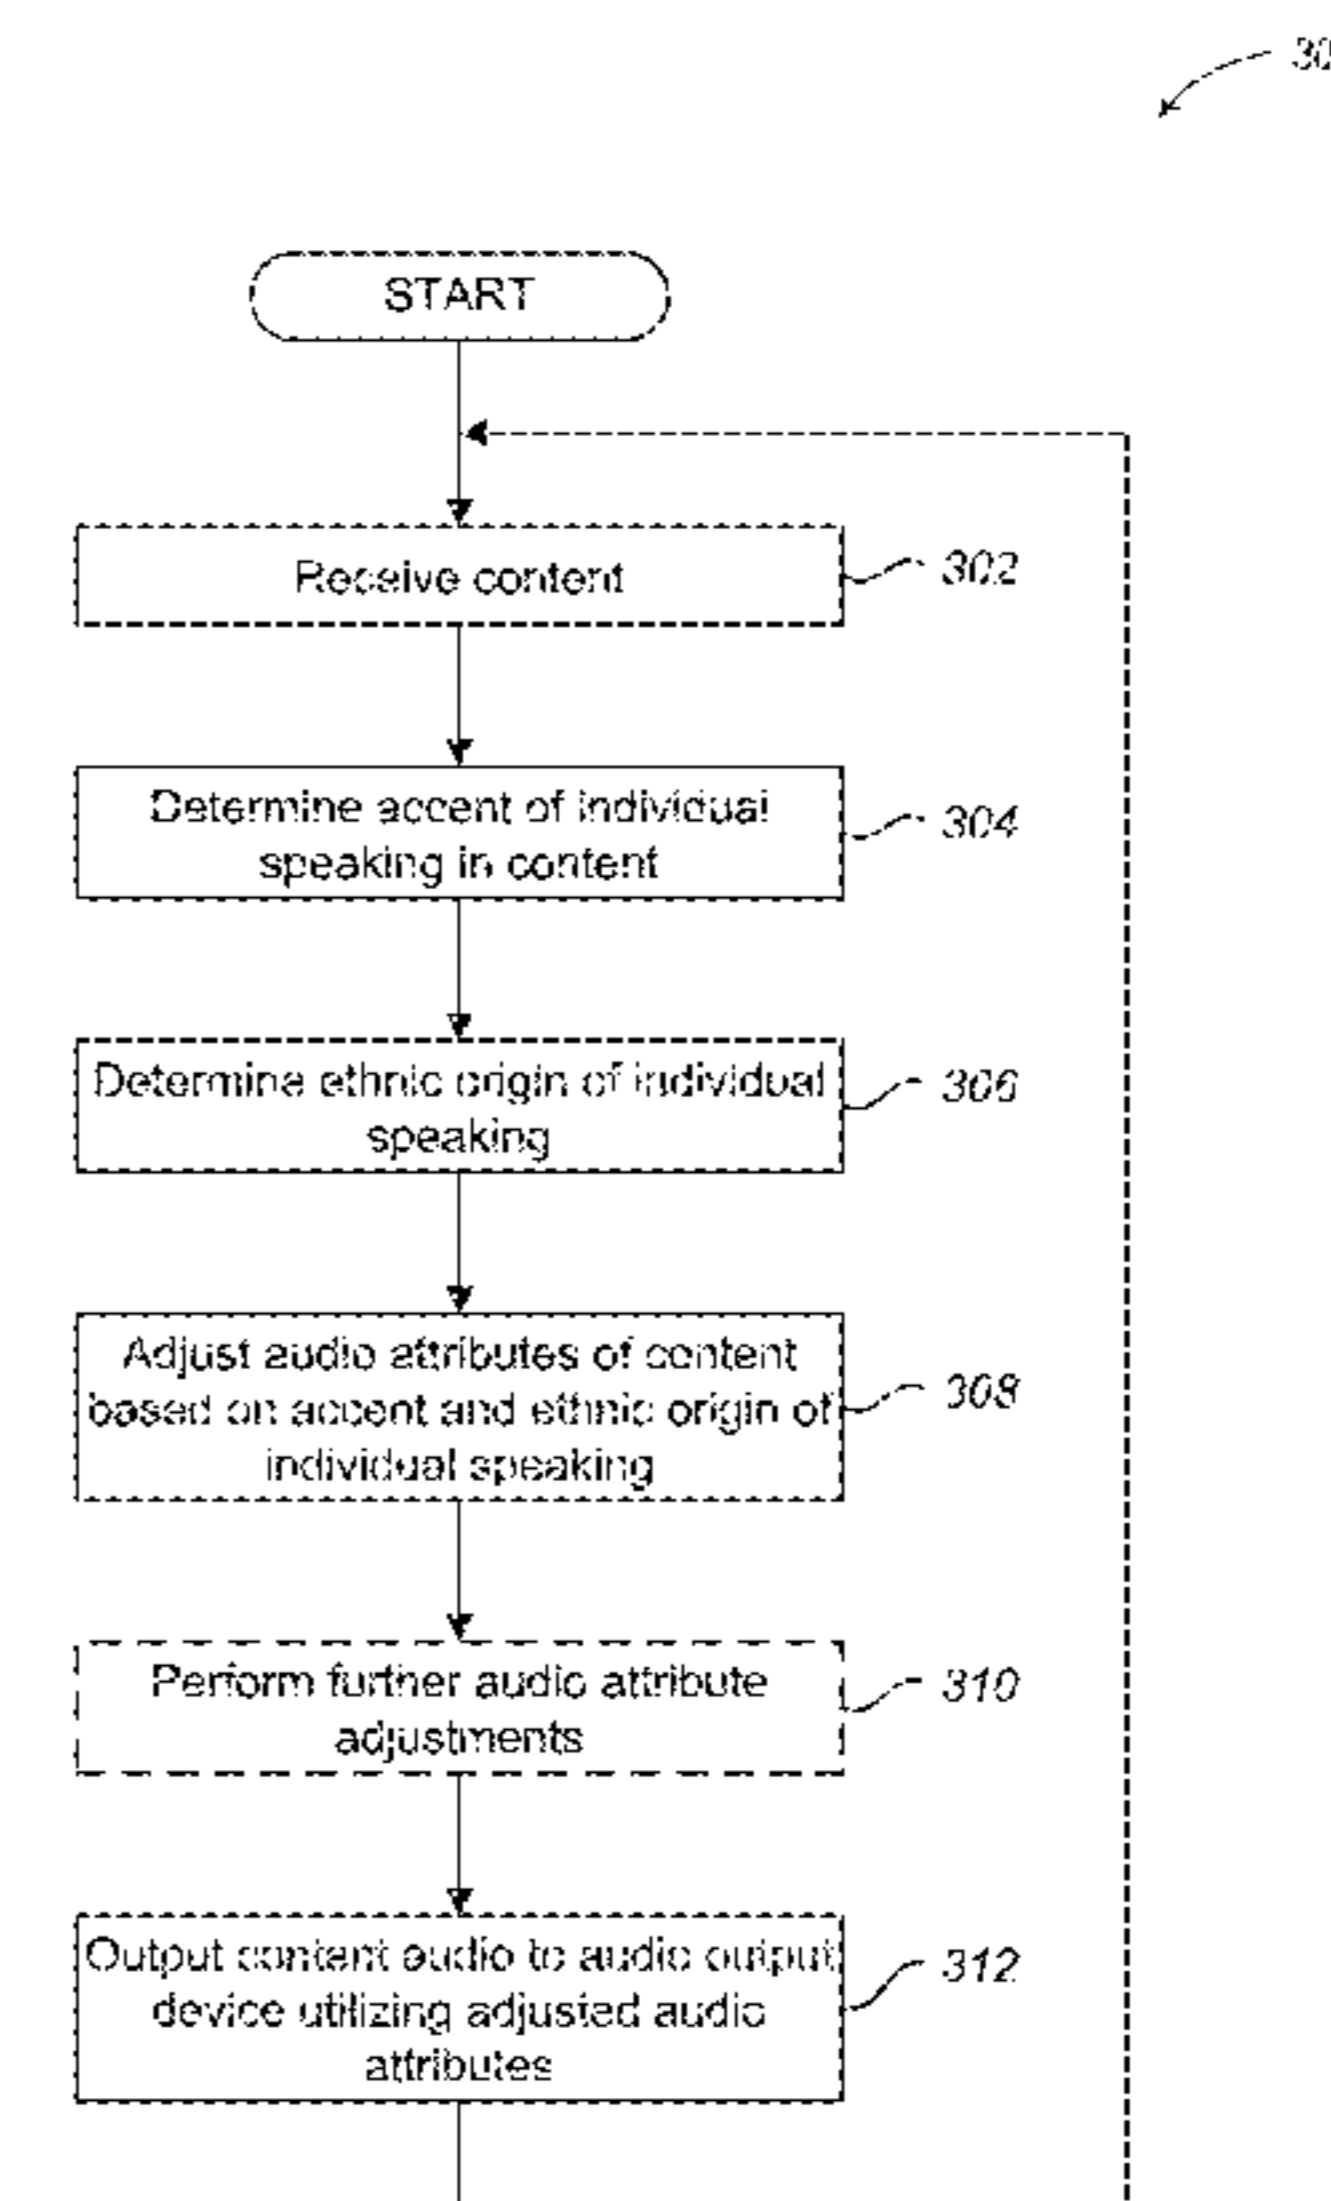 30
START
Receive content
302
Determine accent of individual
speaking in content
304
Determine ethnic origin of individual
speaking
306
Adjust audio attributes of content
based on accent and ethnic origin of
individual speaking
308
Perform further audio attribute
adjustments
310
Output content audio to audio output
device utilizing adjusted audio
attributes
312